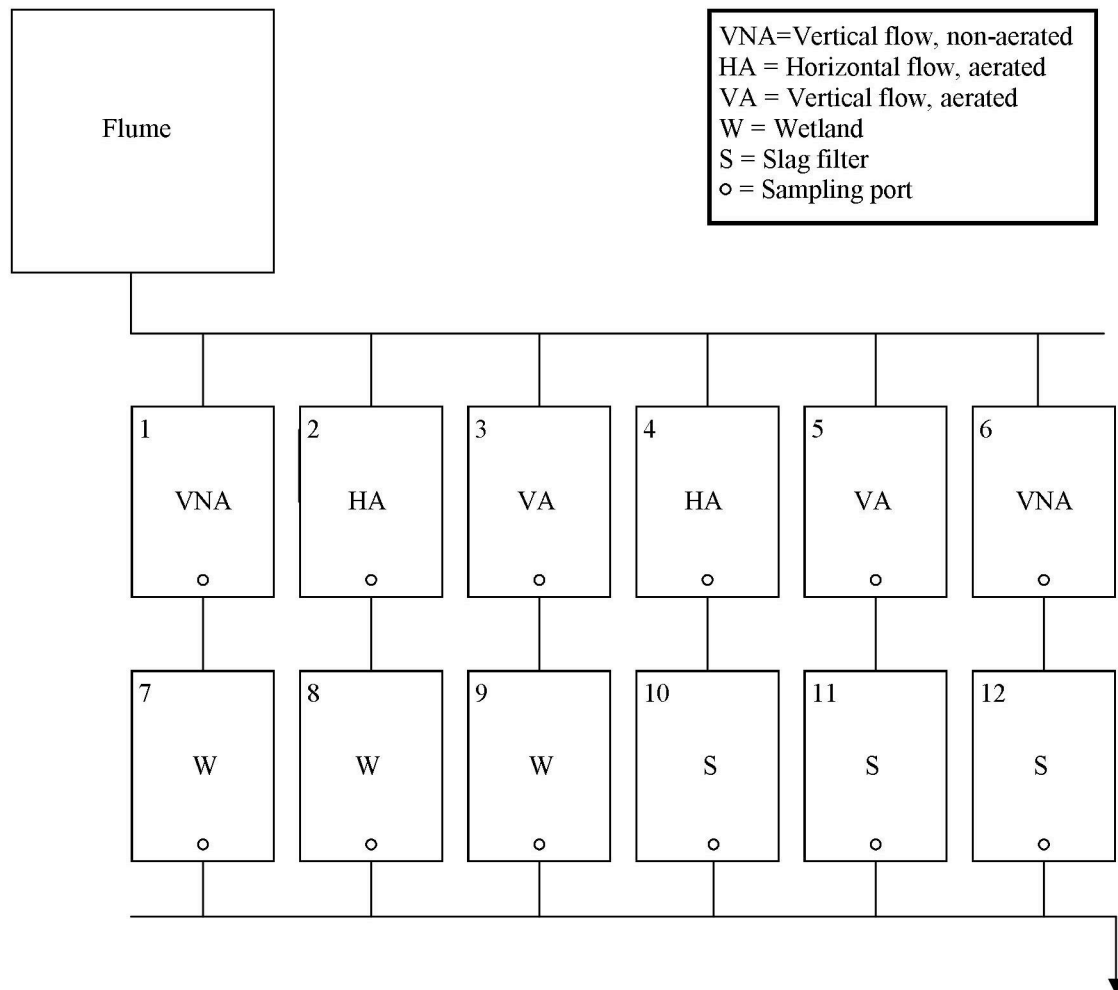 Flume
VNA=Vertical flow, non-aerated
HA = Horizontal flow, aerated
VA = Vertical flow, aerated
W = Wetland
S = Slag filter
o = Sampling port
1
VNA
2
HA
3
VA
4
HA
5
VA
6
VNA
7
W
8
W
9
W
10
S
11
S
12
S